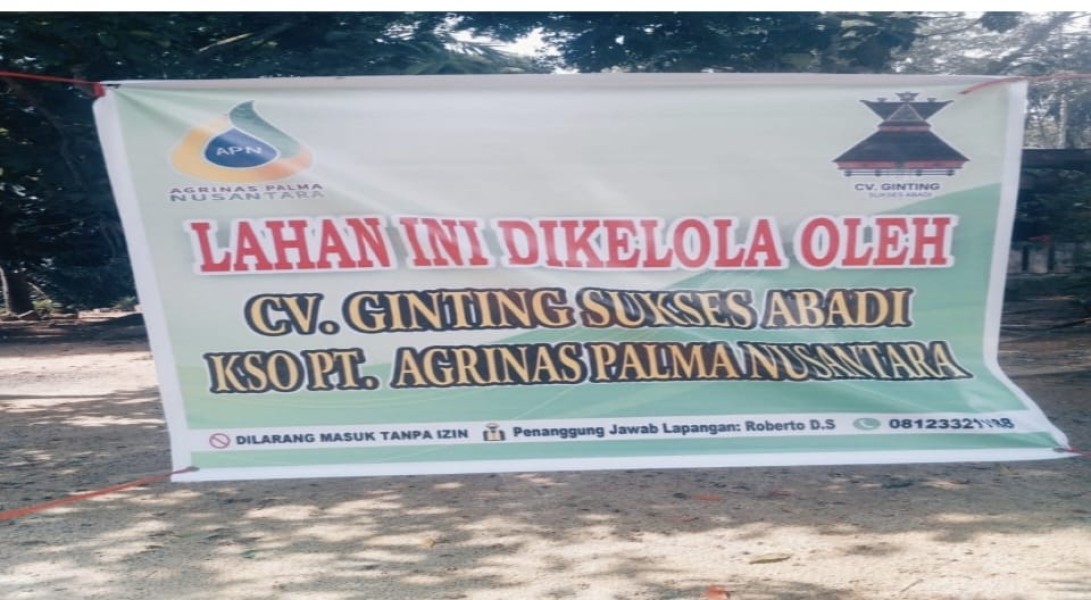 APN
AGRINAS PALMA
NUSANTARA
CV. GINTING
SUKSES ABADI
LAHAN INI DIKELOLA OLEH
CV. GINTING SUKSES ABADI
KSO PT. AGRINAS PALMA NUSANTARA
DILARANG MASUK TANPA IZIN Penanggung Jawab Lapangan: Roberto D.S